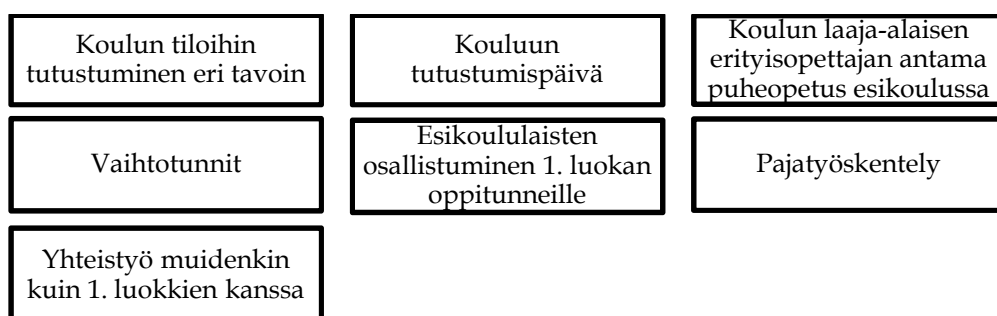 Koulun tiloihin
tutustuminen eri tavoin
Kouluun
tutustumispäivä
Koulun laaja-alaisen
erityisopettajan antama
puheopetus esikoulussa
Vaihtotunnit
Esikoululaisten
osallistuminen 1. luokan
oppitunneille
Pajatyöskentely
Yhteistyö muidenkin
kuin 1. luokkien kanssa